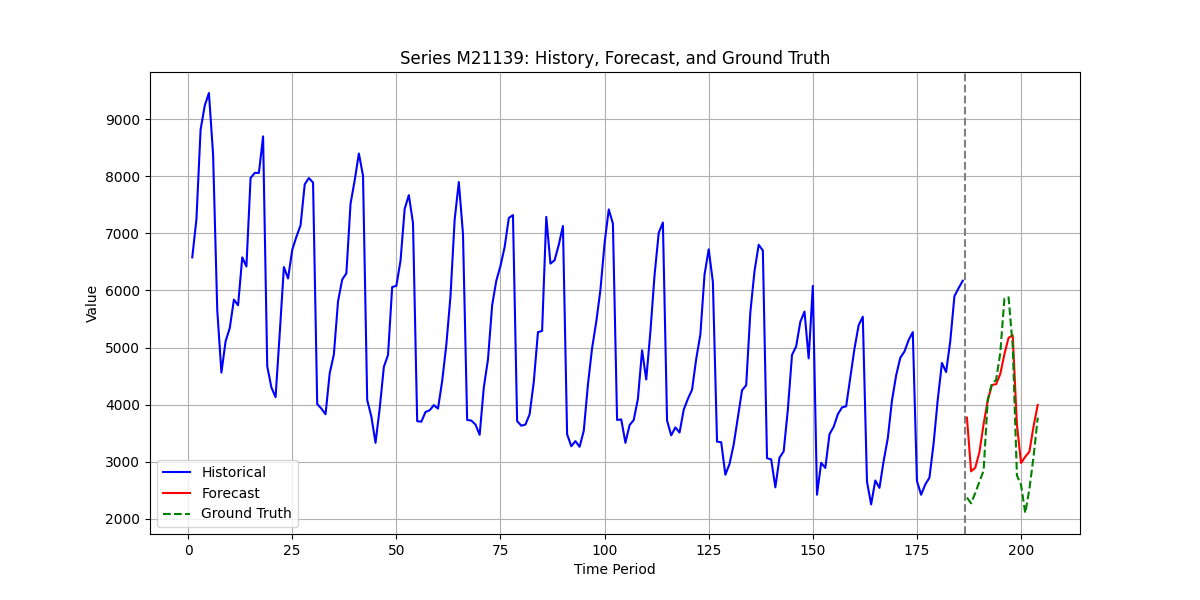 Series M21139: History, Forecast, and Ground Truth
Value
9000
8000
7000
6000
5000
4000
3000
2000
Historical
Forecast
Ground Truth
0 25 50 75 100 125 150 175 200
Time Period